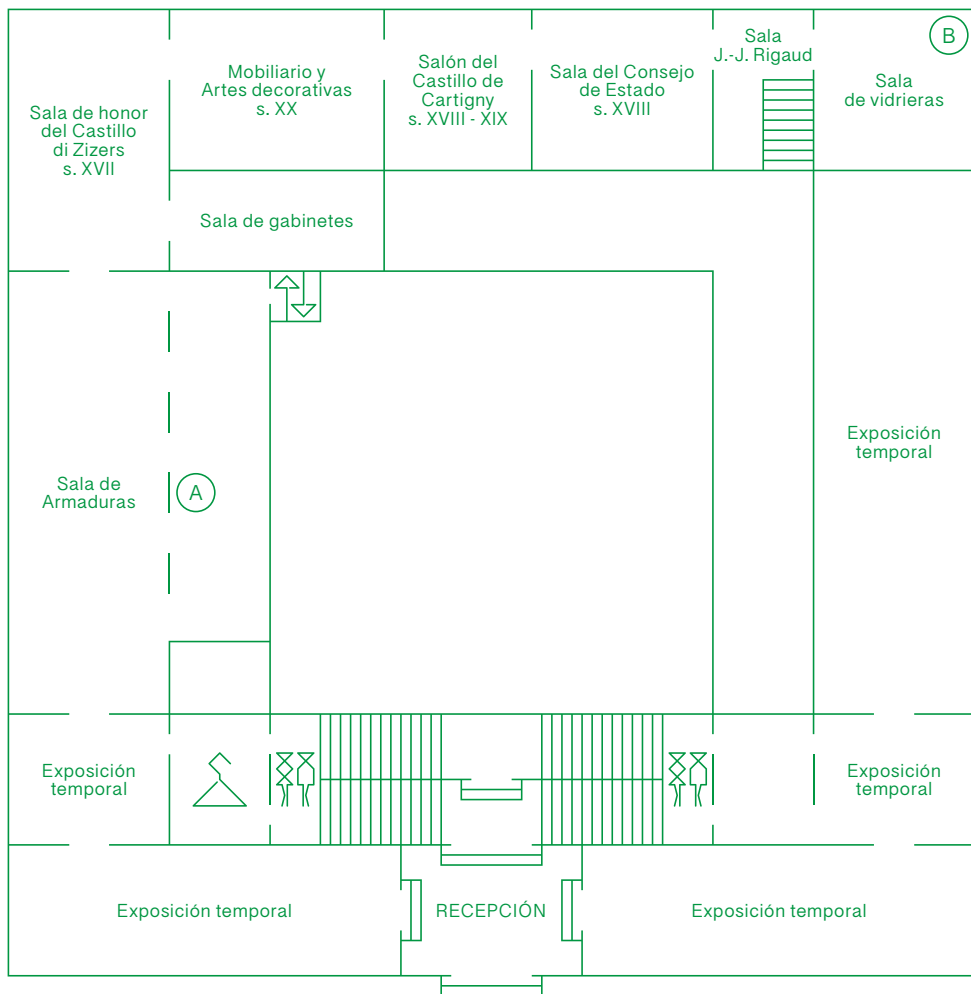 B
Sala
J.-J. Rigaud
Mobiliario y
Artes decorativas
s. XX
Salón del
Castillo de
Cartigny
s. XVIII - XIX
Sala del Consejo
de Estado
s. XVIII
Sala
de vidrieras
Sala de honor
del Castillo
di Zizers
s. XVII
Sala de gabinetes
Exposición
temporal
Sala de
Armaduras
A
Exposición
temporal
Exposición
temporal
Exposición temporal
RECEPCIÓN
Exposición temporal